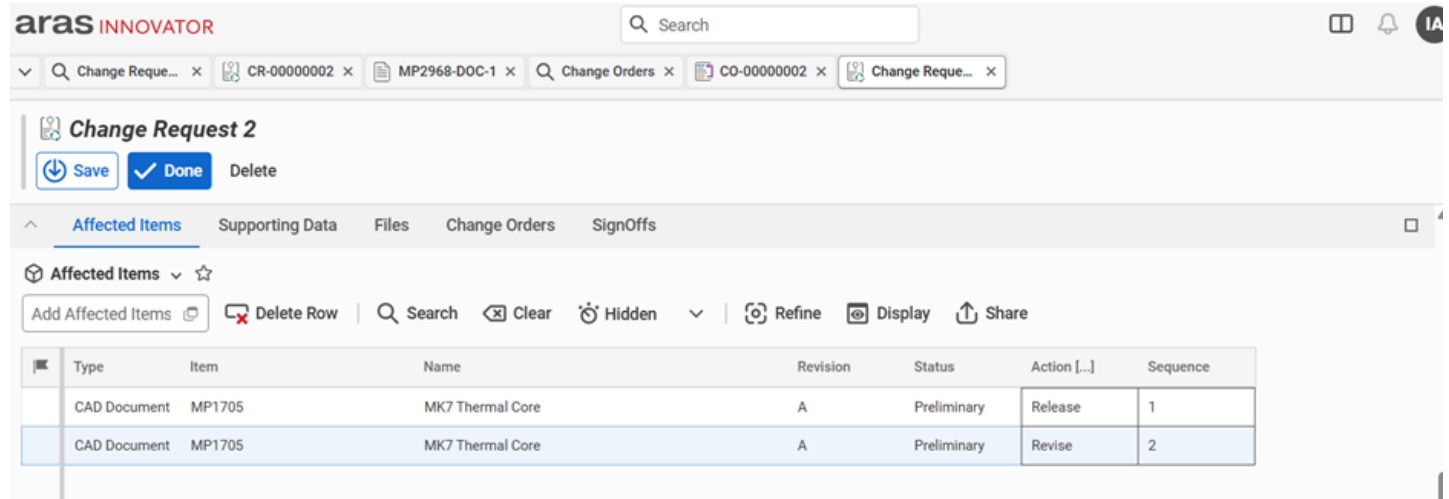 aras INNOVATOR
Search
IA
Change Reque... CR-00000002 MP2968-DOC-1 Change Orders CO-00000002 Change Reque...
Change Request 2
Save Done Delete
Affected Items Supporting Data Files Change Orders SignOffs
Affected Items
Add Affected Items Delete Row Search Clear Hidden Refine Display Share
Type Item Name Revision Status Action [...] Sequence
CAD Document MP1705 MK7 Thermal Core A Preliminary Release 1
CAD Document MP1705 MK7 Thermal Core A Preliminary Revise 2